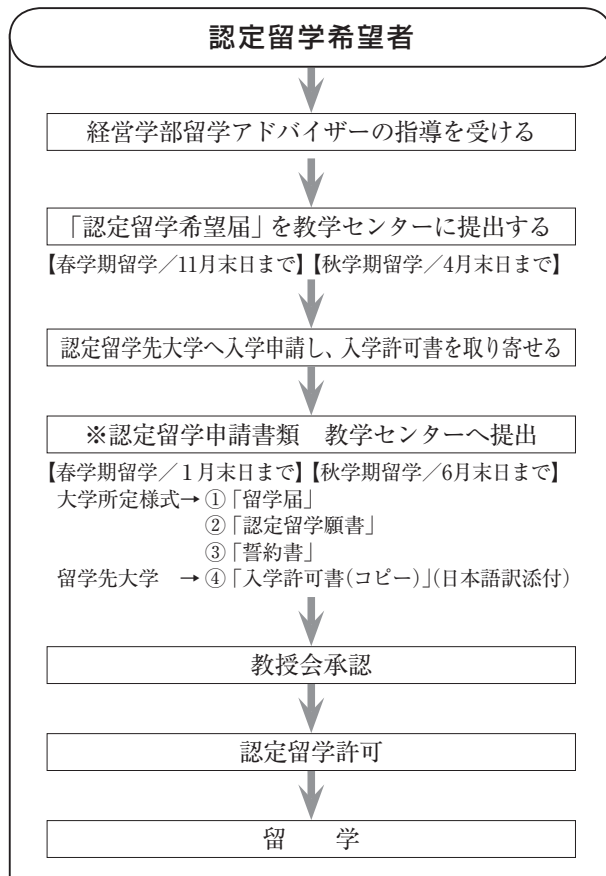 認定留学希望者
経営学部留学アドバイザーの指導を受ける
「認定留学希望届」を教学センターに提出する
【春学期留学／11月末日まで】【秋学期留学／4月末日まで】
認定留学先大学へ入学申請し、入学許可書を取り寄せる
※認定留学申請書類　教学センターへ提出
【春学期留学／１月末日まで】【秋学期留学／6月末日まで】
大学所定様式→ ①「留学届」
②「認定留学願書」
③「誓約書」
留学先大学　→ ④「入学許可書(コピー)」(日本語訳添付)
教授会承認
認定留学許可
留　　学